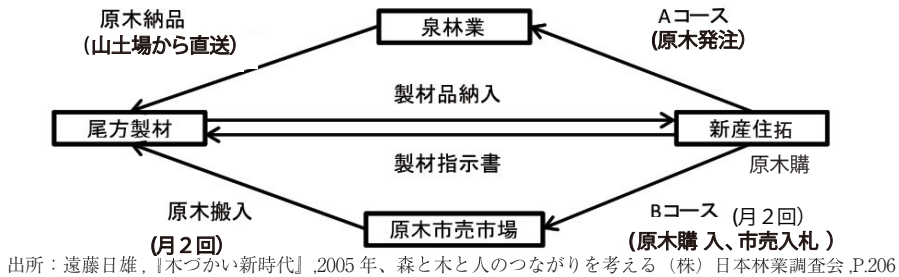 原木納品
(山土場から直送)
泉林業
Aコース
(原木発注)
製材品納入
尾方製材
新産住拓
製材指示書
原木購
原木搬入
(月2回)
原木市売市場
Bコース (月2回)
(原木購 入、市売入札 )
出所：遠藤日雄 ,『木づかい新時代』,2005 年、森と木と人のつながりを考える（株）日本林業調査会 ,P.206